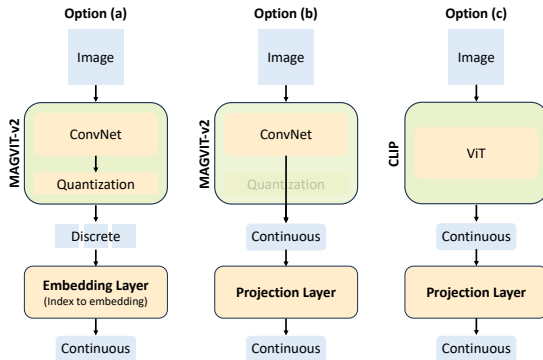 Option (a)
Image
MAGVIT-v2
ConvNet
Quantization
Discrete
Embedding Layer
(Index to embedding)
Continuous
Option (b)
Image
MAGVIT-v2
ConvNet
Quantization
Continuous
Projection Layer
Continuous
Option (c)
Image
CLIP
ViT
Continuous
Projection Layer
Continuous